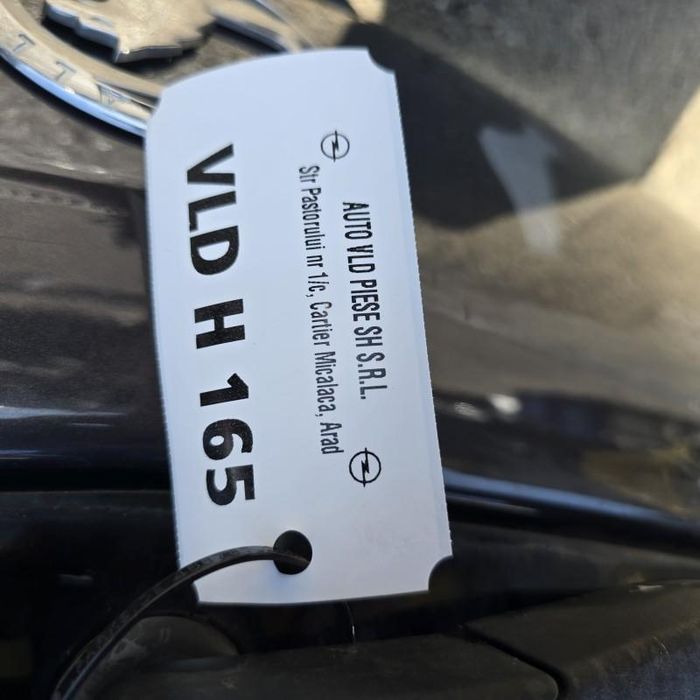 AUTO VLD PIESE SH S.R.L.
Str Pastorului nr 1/c, Cartier Micalaca, Arad
VLD H 165